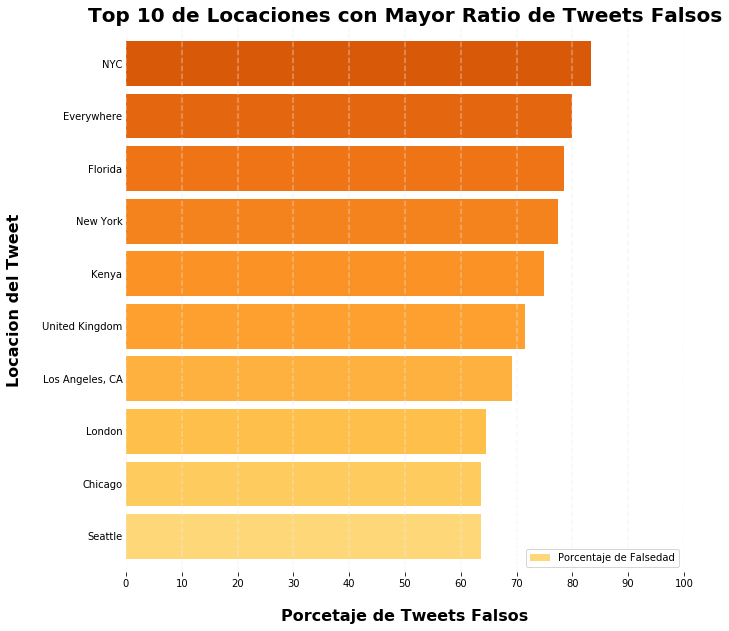 Top 10 de Locaciones con Mayor Ratio de Tweets Falsos
Locacion del Tweet
NYC
Everywhere
Florida
New York
Kenya
United Kingdom
Los Angeles, CA
London
Chicago
Seattle
Porcentaje de Falsedad
0 10 20 30 40 50 60 70 80 90 100
Porcetaje de Tweets Falsos